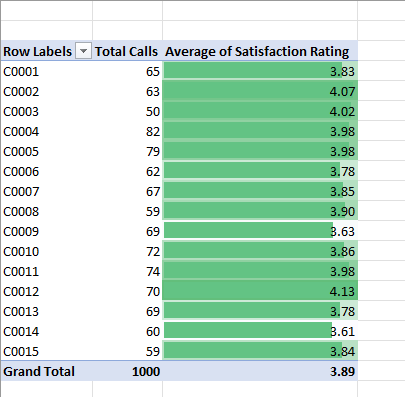 Row Labels Total Calls Average of Satisfaction Rating
C0001 65 3.83
C0002 63 4.07
C0003 50 4.02
C0004 82 3.98
C0005 79 3.98
C0006 62 3.78
C0007 67 3.85
C0008 59 3.90
C0009 69 3.63
C0010 72 3.86
C0011 74 3.98
C0012 70 4.13
C0013 69 3.78
C0014 60 3.61
C0015 59 3.84
Grand Total 1000 3.89